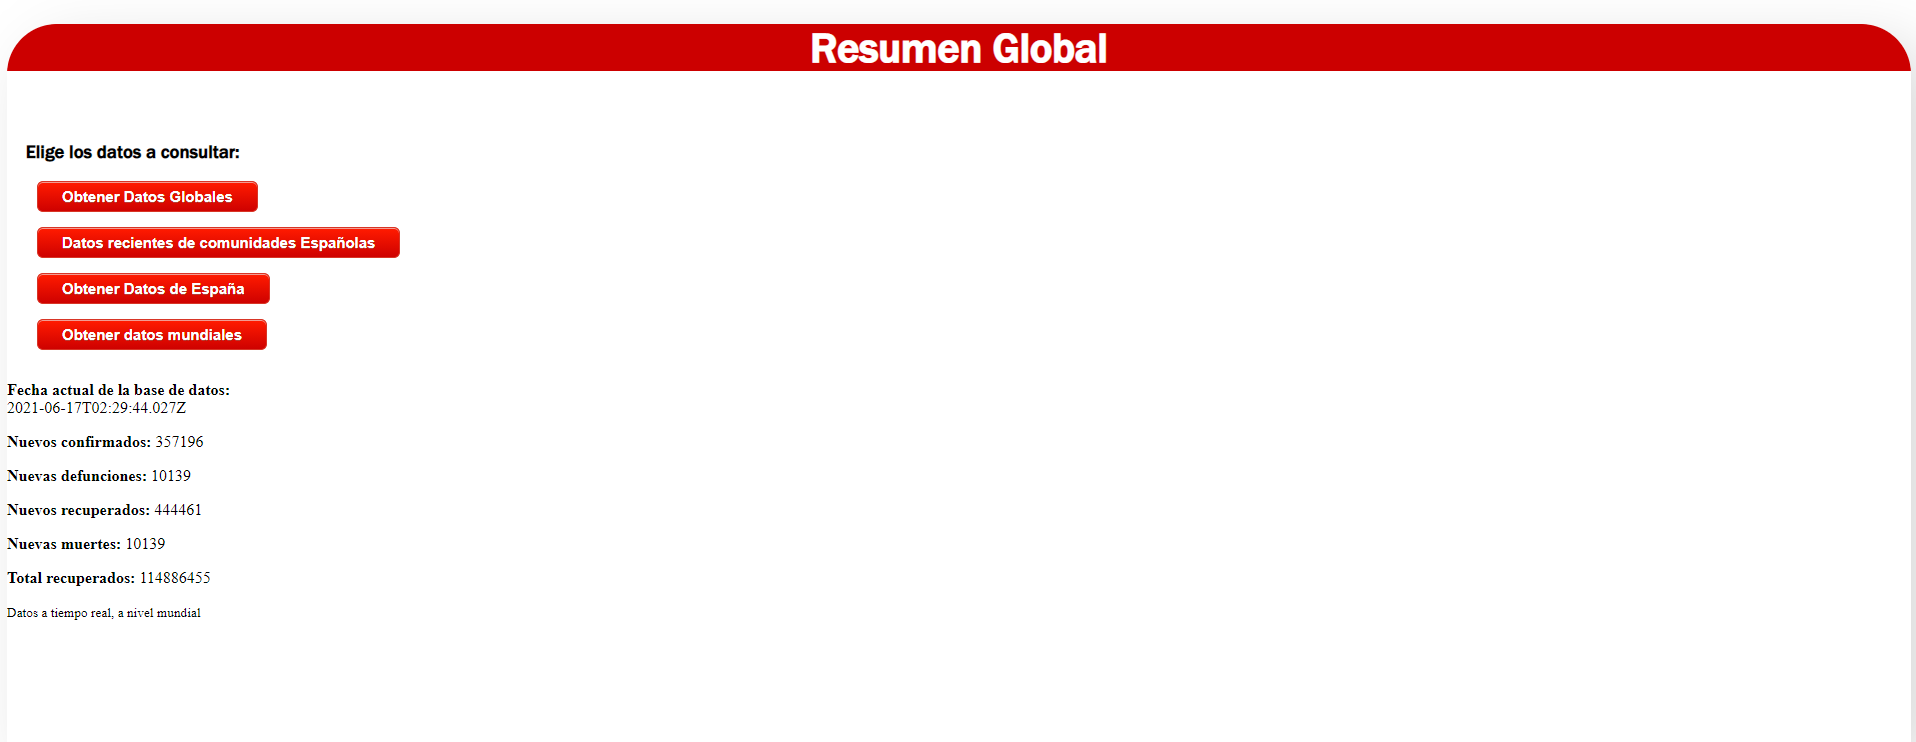 Resumen Global
Elige los datos a consultar:
Obtener Datos Globales
Datos recientes de comunidades Españolas
Obtener Datos de España
Obtener datos mundiales
Fecha actual de la base de datos:
2021-06-17T02:29:44.027Z
Nuevos confirmados: 357196
Nuevas defunciones: 10139
Nuevos recuperados: 444461
Nuevas muertes: 10139
Total recuperados: 114886455
Datos a tiempo real, a nivel mundial